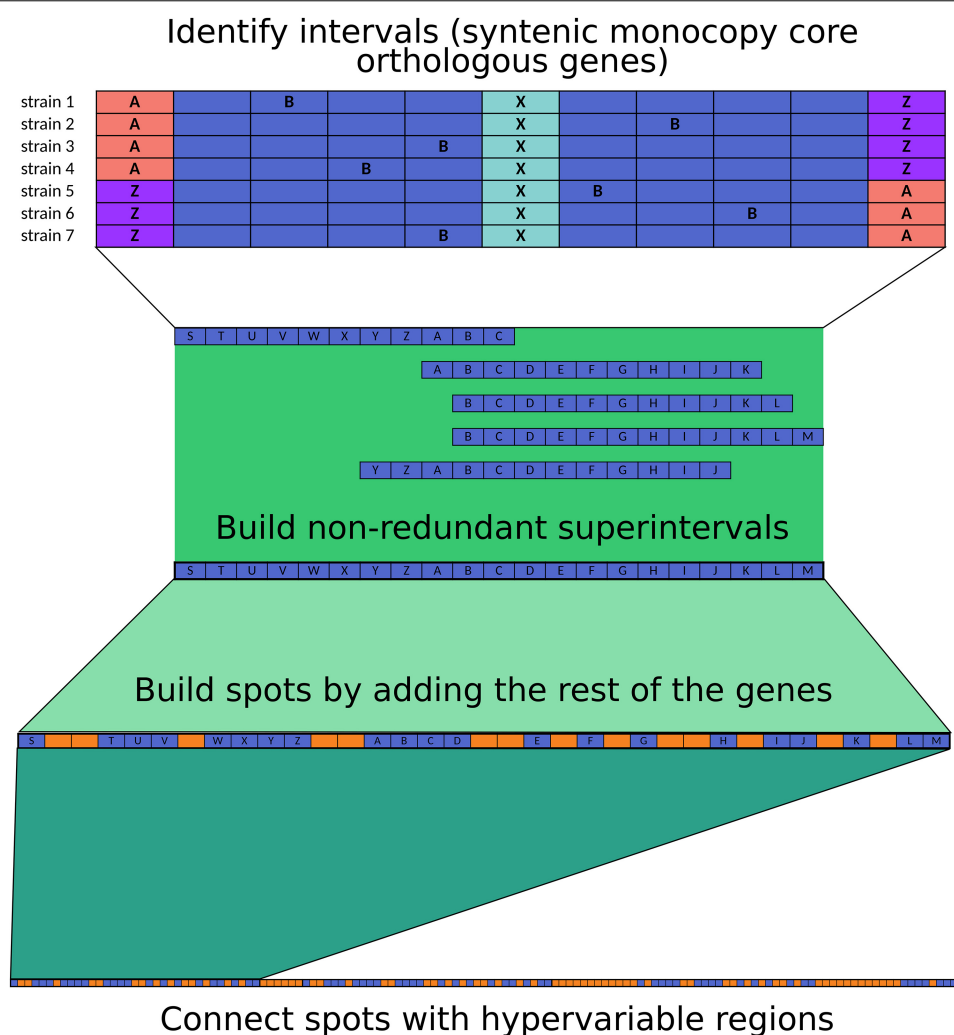 Identify intervals (syntenic monocopy core
orthologous genes)
strain 1 A B X Z
strain 2 A X B Z
strain 3 A B X Z
strain 4 A B X Z
strain 5 Z X B A
strain 6 Z X B A
strain 7 Z B X A
S T U V W X Y Z A B C
A B C D E F G H I J K
B C D E F G H I J K L
B C D E F G H I J K L M
Y Z A B C D E F G H I J
Build non-redundant superintervals
S T U V W X Y Z A B C D E F G H I J K L M
Build spots by adding the rest of the genes
S T U V W X Y Z A B C D E F G H I J K L M
Connect spots with hypervariable regions